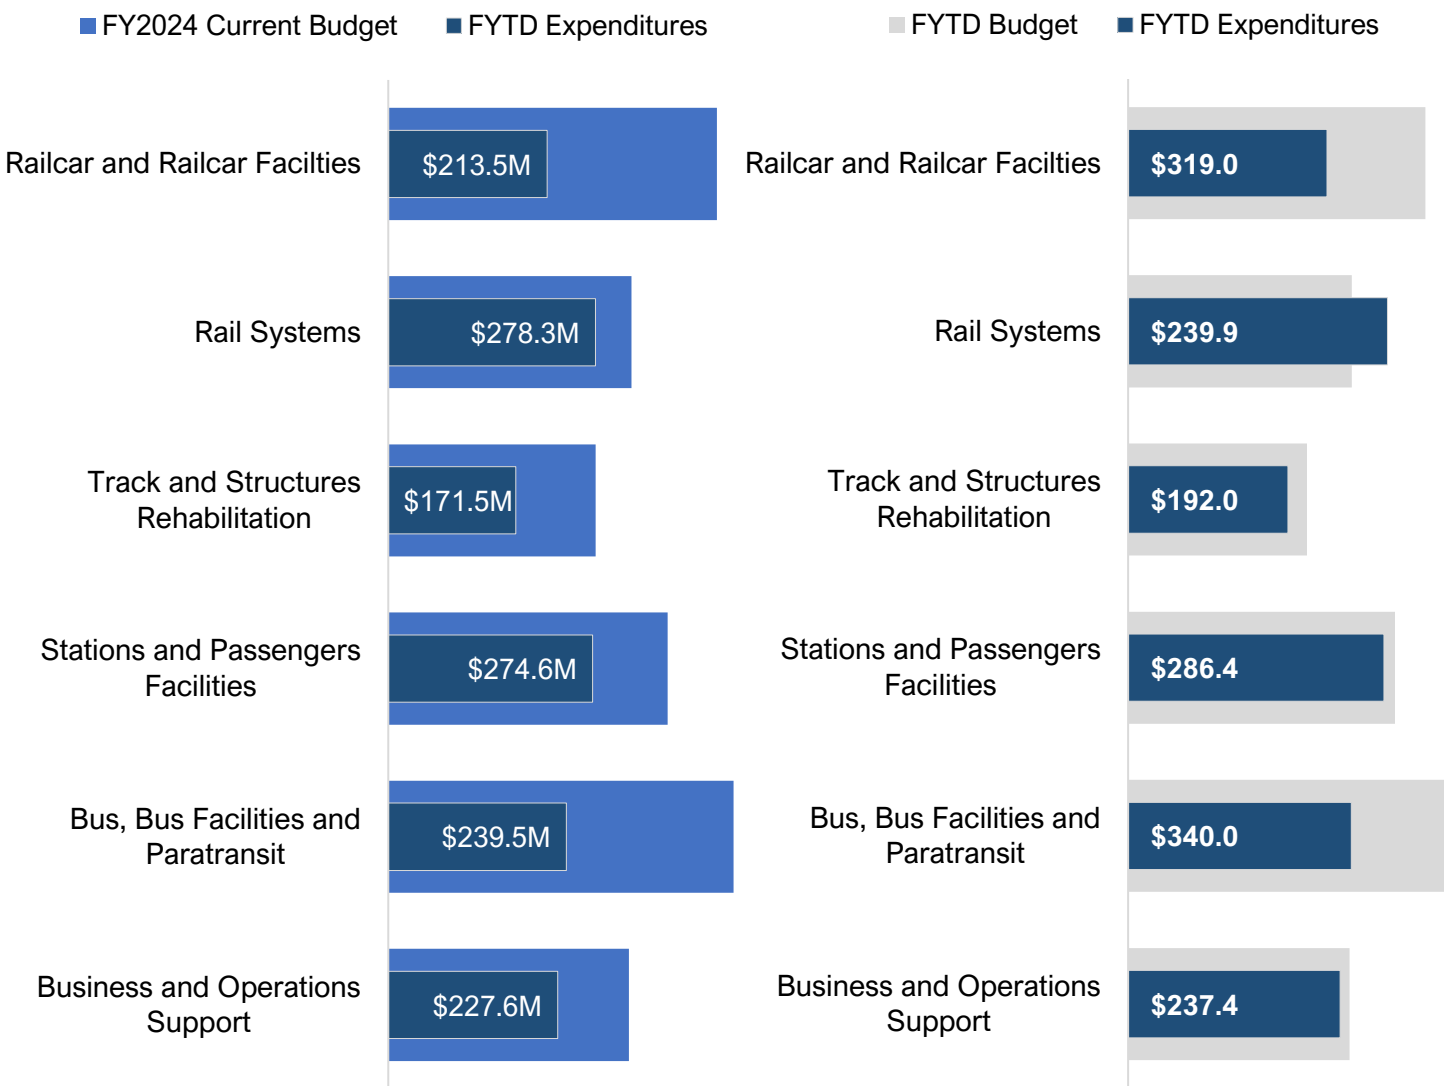 FY2024 Current Budget
FYTD Expenditures
Railcar and Railcar Facilties
$213.5M
Rail Systems
$278.3M
Track and Structures
Rehabilitation
$171.5M
Stations and Passengers
Facilities
$274.6M
Bus, Bus Facilities and
Paratransit
$239.5M
Business and Operations
Support
$227.6M
FYTD Budget
FYTD Expenditures
Railcar and Railcar Facilties
$319.0
Rail Systems
$239.9
Track and Structures
Rehabilitation
$192.0
Stations and Passengers
Facilities
$286.4
Bus, Bus Facilities and
Paratransit
$340.0
Business and Operations
Support
$237.4